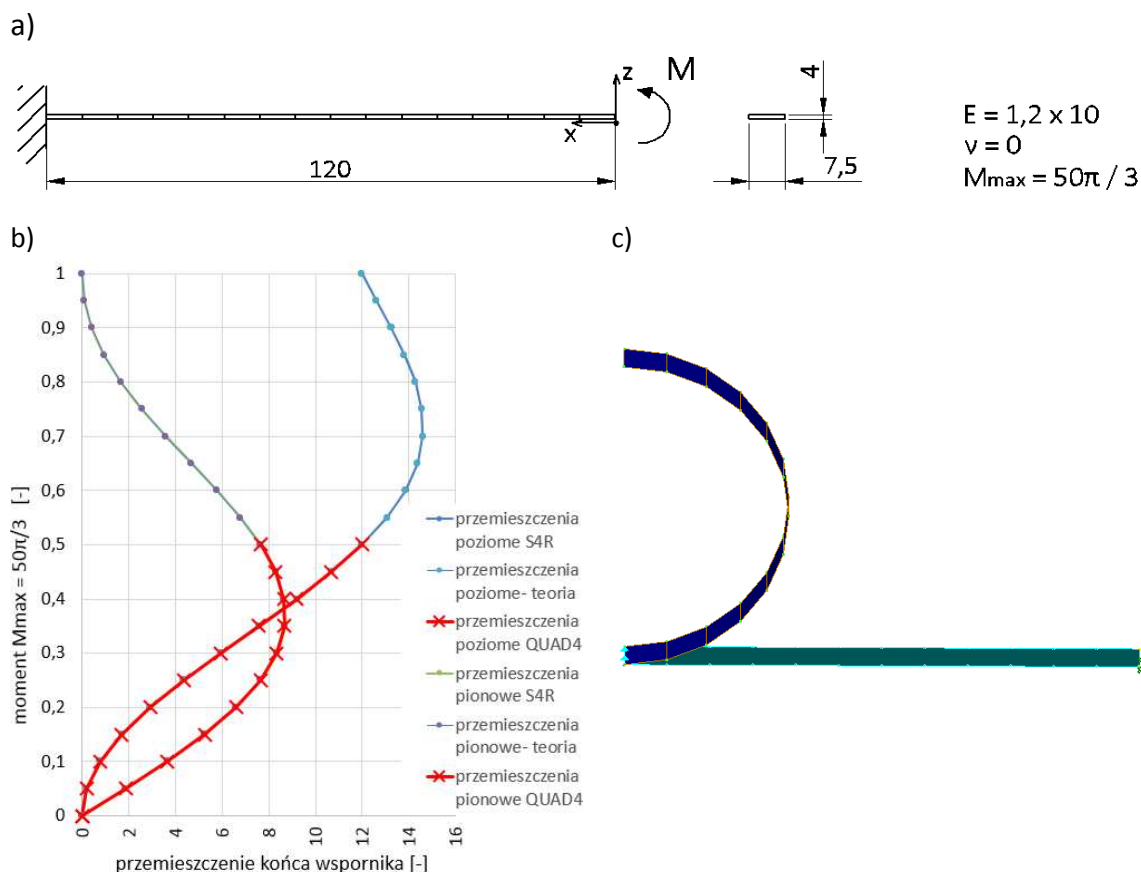 a)
z
M
x
120
4
7,5
E = 1,2 x 10
ν = 0
Mmax = 50π / 3
b)
c)
moment Mmax = 50π/3 [-]
1
0,9
0,8
0,7
0,6
0,5
0,4
0,3
0,2
0,1
0
0
2
4
6
8
10
12
14
16
przemieszczenie końca wspornika [-]
przemieszczenia
poziome S4R
przemieszczenia
poziome- teoria
przemieszczenia
poziome QUAD4
przemieszczenia
pionowe S4R
przemieszczenia
pionowe- teoria
przemieszczenia
pionowe QUAD4